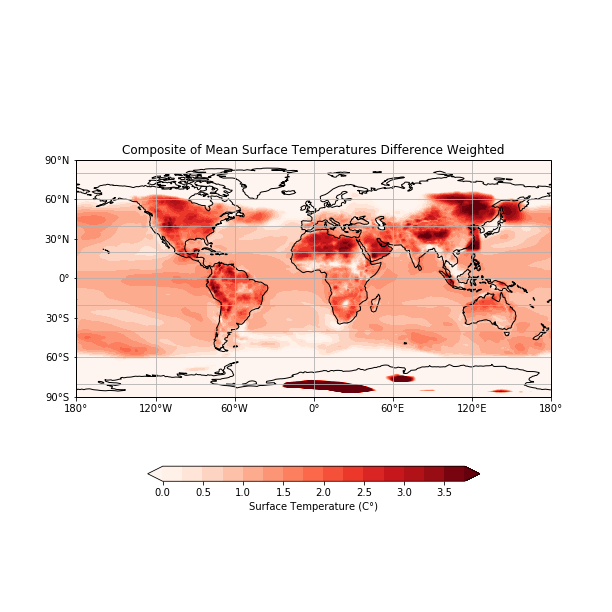 Composite of Mean Surface Temperatures Difference Weighted
90°N
60°N
30°N
0°
30°S
60°S
90°S
180° 120°W 60°W 0° 60°E 120°E 180°
0.0 0.5 1.0 1.5 2.0 2.5 3.0 3.5
Surface Temperature (C°)